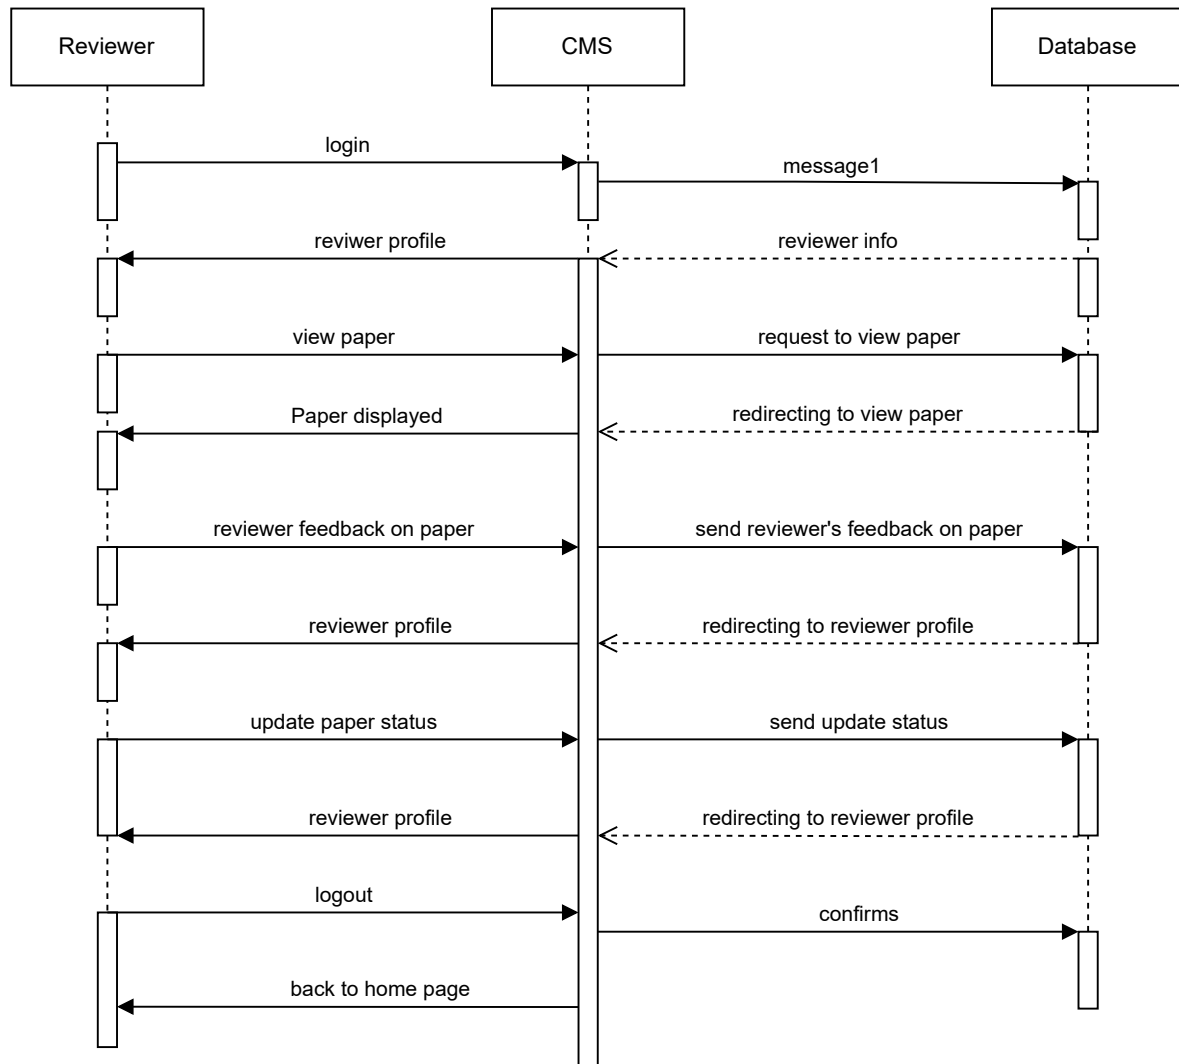 Reviewer
CMS
Database
login
message1
reviwer profile
reviewer info
view paper
request to view paper
Paper displayed
redirecting to view paper
reviewer feedback on paper
send reviewer's feedback on paper
reviewer profile
redirecting to reviewer profile
update paper status
send update status
reviewer profile
redirecting to reviewer profile
logout
confirms
back to home page